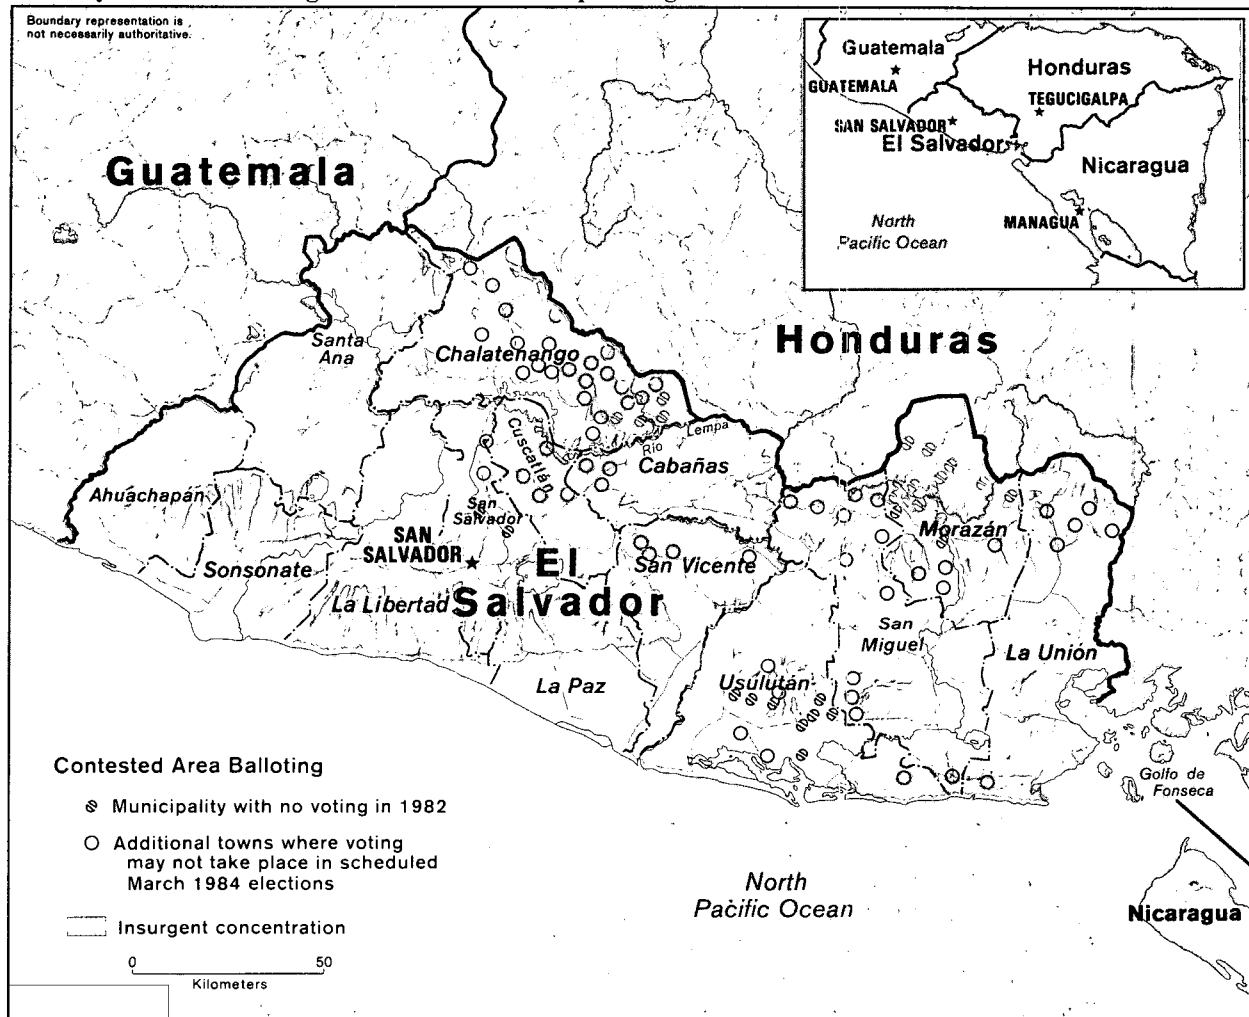 Boundary representation is
not necessarily authoritative.
Guatemala
Honduras
GUATEMALA
TEGUCIGALPA
SAN SALVADOR
El Salvador
Nicaragua
North
Pacific Ocean
MANAGUA
Guatemala
Honduras
Santa
Ana
Chalatenango
Cuscatlán
Río Lempa
Cabañas
Ahuachapán
San
Salvador
SAN
SALVADOR
Morazán
Sonsonate
El
Salvador
San Vicente
La Libertad
San
Miguel
La Unión
La Paz
Usulután
Contested Area Balloting
Municipality with no voting in 1982
Additional towns where voting
may not take place in scheduled
March 1984 elections
Insurgent concentration
0 50
Kilometers
Golfo de
Fonseca
North
Pacific Ocean
Nicaragua